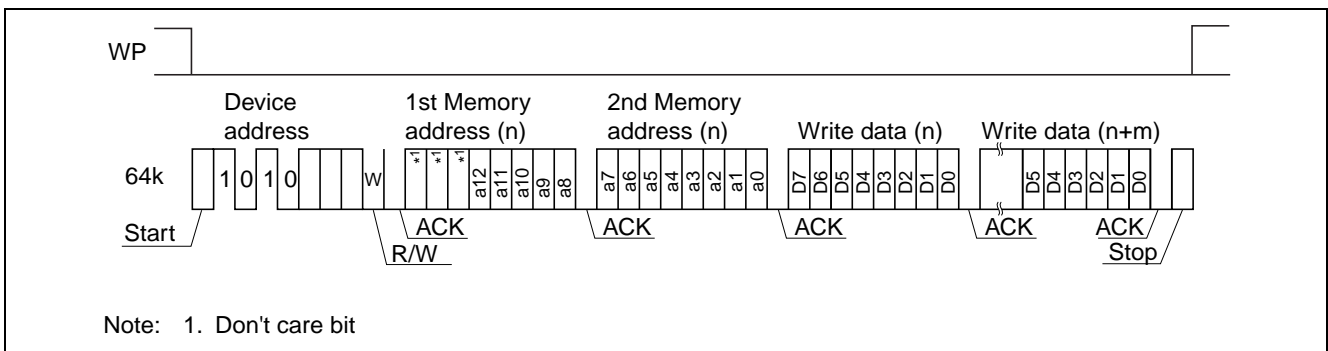 WP
Device address
1st Memory address (n)
2nd Memory address (n)
Write data (n)
Write data (n+m)
64k
1 0 1 0
W
*1 *1 *1 a12 a11 a10 a9 a8
a7 a6 a5 a4 a3 a2 a1 a0
D7 D6 D5 D4 D3 D2 D1 D0
D5 D4 D3 D2 D1 D0
Start
ACK
ACK
ACK
ACK
ACK
R/W
Stop
Note: 1. Don't care bit